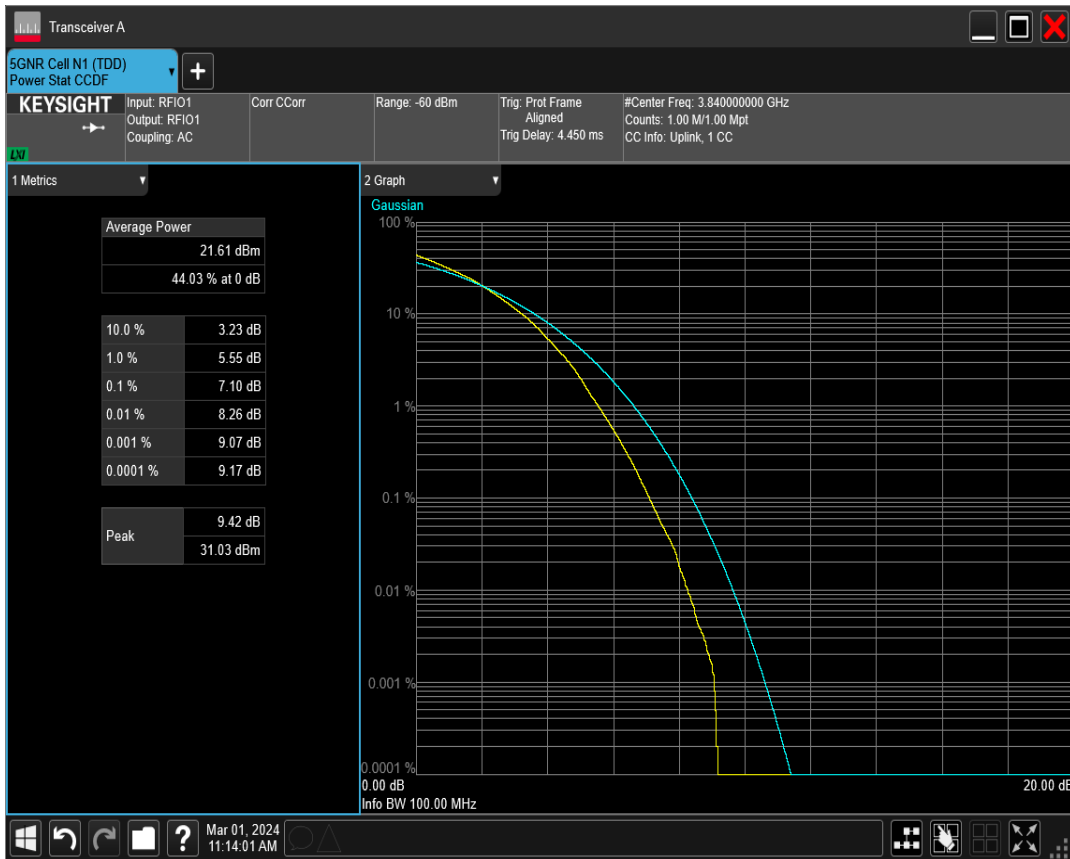 Transceiver A
5GNR Cell N1 (TDD)
Power Stat CCDF
KEYSIGHT
LXI
Input: RFIO1
Output: RFIO1
Coupling: AC
Corr CCorr
Range: -60 dBm
Trig: Prot Frame
Aligned
Trig Delay: 4.450 ms
#Center Freq: 3.840000000 GHz
Counts: 1.00 M/1.00 Mpt
CC Info: Uplink, 1 CC
1 Metrics
Average Power
21.61 dBm
44.03 % at 0 dB
10.0 % 3.23 dB
1.0 % 5.55 dB
0.1 % 7.10 dB
0.01 % 8.26 dB
0.001 % 9.07 dB
0.0001 % 9.17 dB
Peak
9.42 dB
31.03 dBm
2 Graph
Gaussian
100 %
10 %
1 %
0.1 %
0.01 %
0.001 %
0.0001 %
0.00 dB 20.00 dB
Info BW 100.00 MHz
Mar 01, 2024
11:14:01 AM